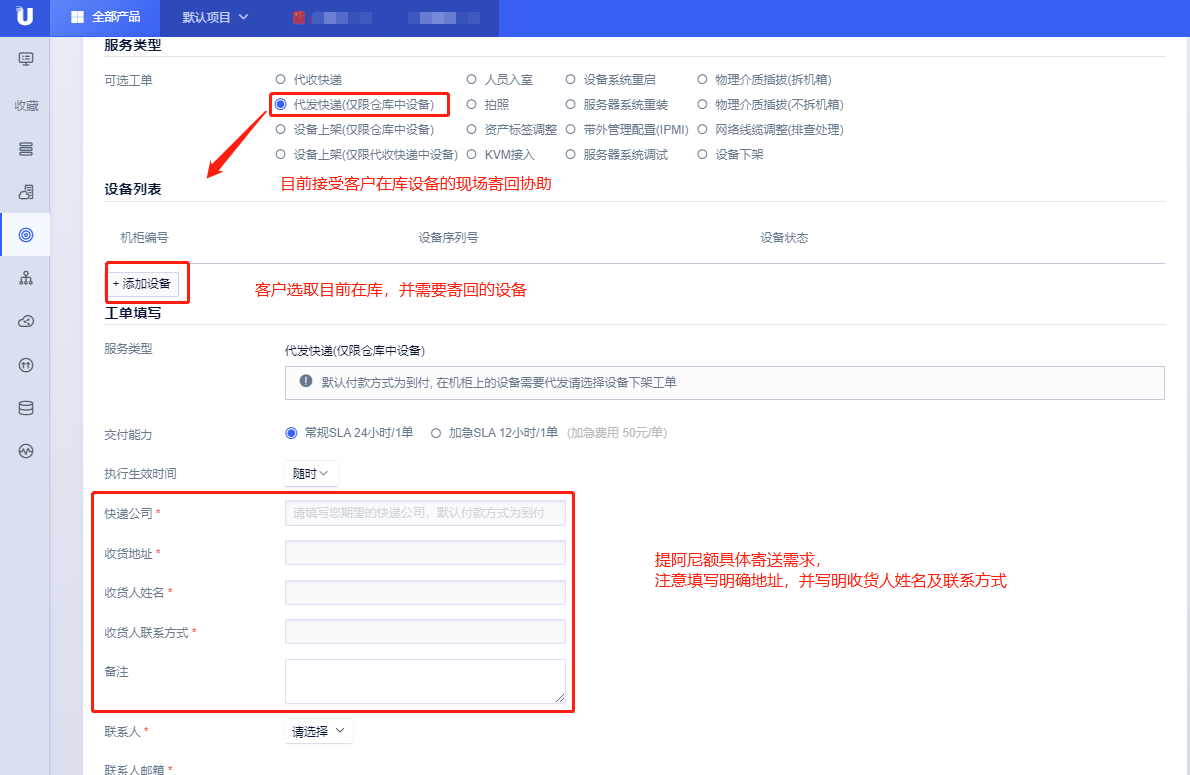 全部产品 默认项目
服务类型
收藏
可选工单 代收快递 人员入室 设备系统重启 物理介质插拔(拆机箱)
代发快递(仅限仓库中设备) 拍照 服务器系统重装 物理介质插拔(不拆机箱)
设备上架(仅限仓库中设备) 资产标签调整 带外管理配置(IPMI) 网络线缆调整(排查处理)
设备上架(仅限代收快递中设备) KVM接入 服务器系统调试 设备下架
目前接受客户在库设备的现场寄回协助
设备列表
机柜编号 设备序列号 设备状态
+ 添加设备
客户选取目前在库，并需要寄回的设备
工单填写
服务类型 代发快递(仅限仓库中设备)
默认付款方式为到付, 在机柜上的设备需要代发请选择设备下架工单
交付能力 常规SLA 24小时/1单 加急SLA 12小时/1单 (加急费用 50元/单)
执行生效时间 随时
快递公司 * 请填写您期望的快递公司，默认付款方式为到付
收货地址 *
收货人姓名 *
收货人联系方式 *
备注
提阿尼额具体寄送需求，
注意填写明确地址，并写明收货人姓名及联系方式
联系人 * 请选择
联系人邮箱 *